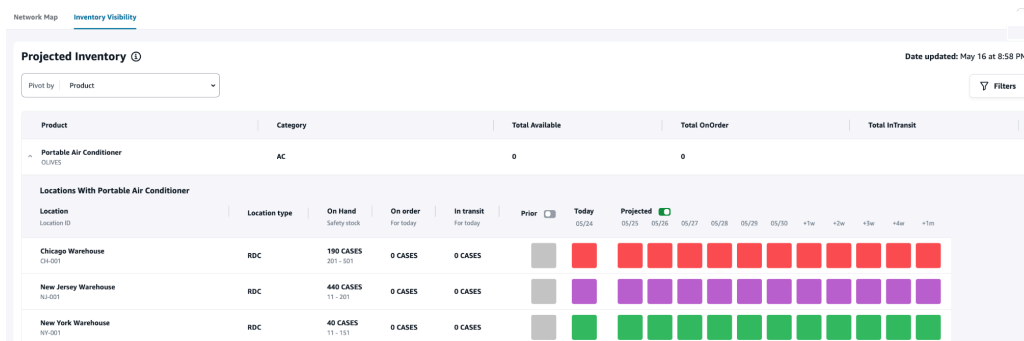 Network Map Inventory Visibility
Projected Inventory
Date updated: May 16 at 8:58 PM
Pivot by Product
Filters
Product Category Total Available Total OnOrder Total InTransit
Portable Air Conditioner AC 0 0
OLIVES
Locations With Portable Air Conditioner
Location Location type On Hand On order In transit Prior Today Projected
Location ID Safety stock For today For today 05/24 05/25 05/26 05/27 05/28 05/29 05/30 +1w +2w +3w +4w +1m
Chicago Warehouse RDC 190 CASES 0 CASES 0 CASES
CH-001 201 - 501
New Jersey Warehouse RDC 440 CASES 0 CASES 0 CASES
NJ-001 11 - 201
New York Warehouse RDC 40 CASES 0 CASES 0 CASES
NY-001 11 - 151